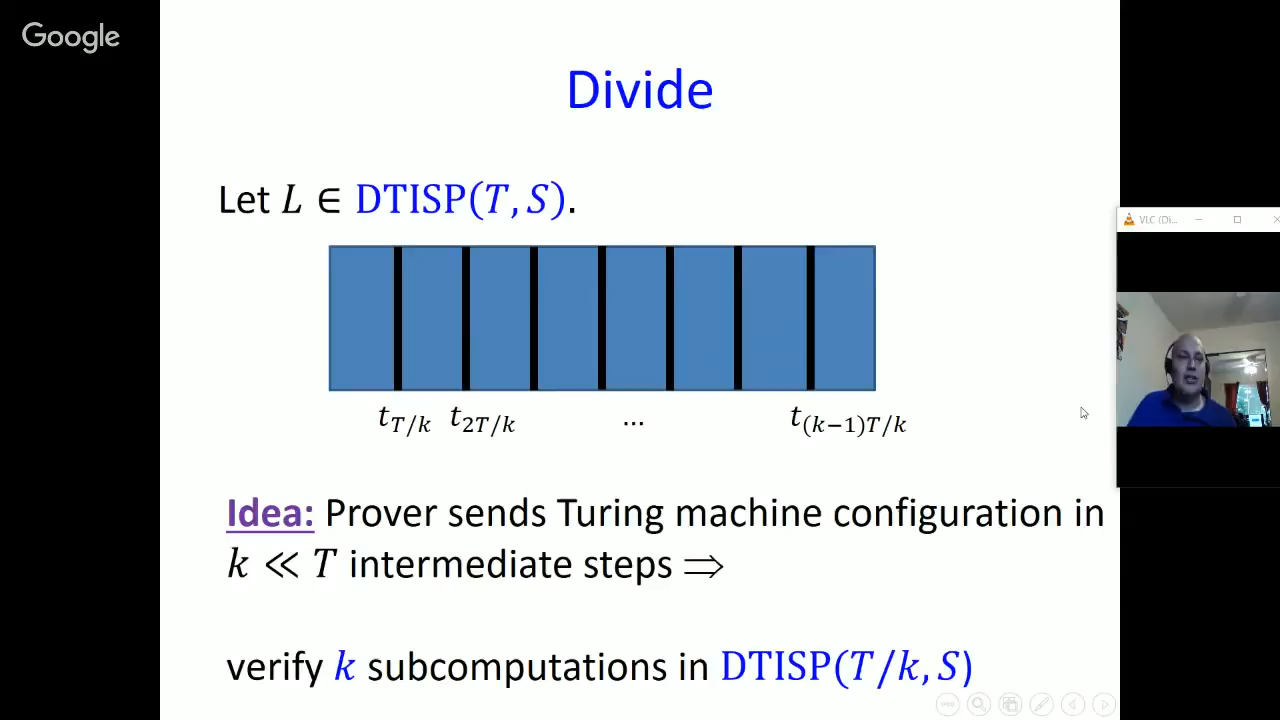 Google
Divide
Let L ∈ DTISP(T, S).
VLC (Di...
t_{T/k} t_{2T/k} ... t_{(k−1)T/k}
Idea: Prover sends Turing machine configuration in
k ≪ T intermediate steps ⟹
verify k subcomputations in DTISP(T/k, S)